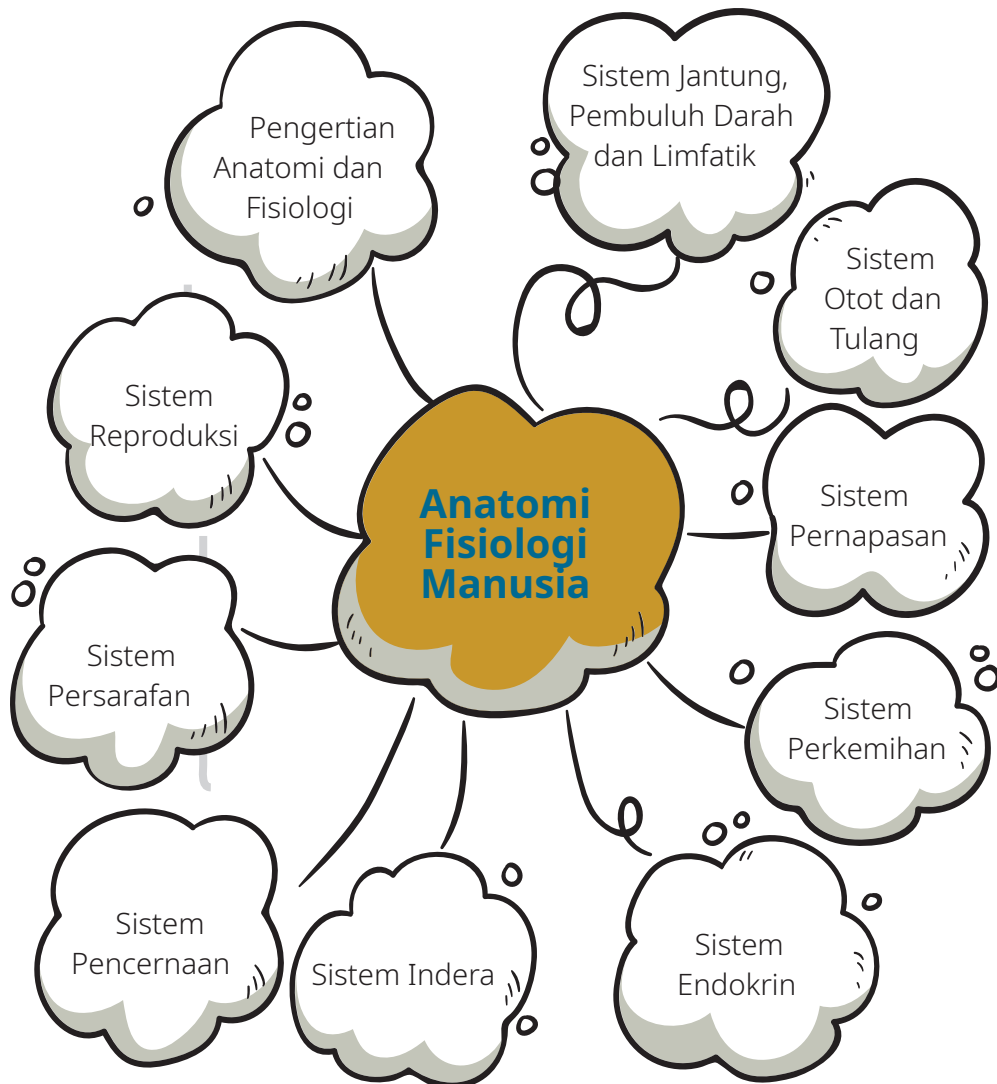 Pengertian
Anatomi dan
Fisiologi
Sistem Jantung,
Pembuluh Darah
dan Limfatik
Sistem
Otot dan
Tulang
Sistem
Reproduksi
Anatomi
Fisiologi
Manusia
Sistem
Pernapasan
Sistem
Persarafan
Sistem
Perkemihan
Sistem
Pencernaan
Sistem Indera
Sistem
Endokrin